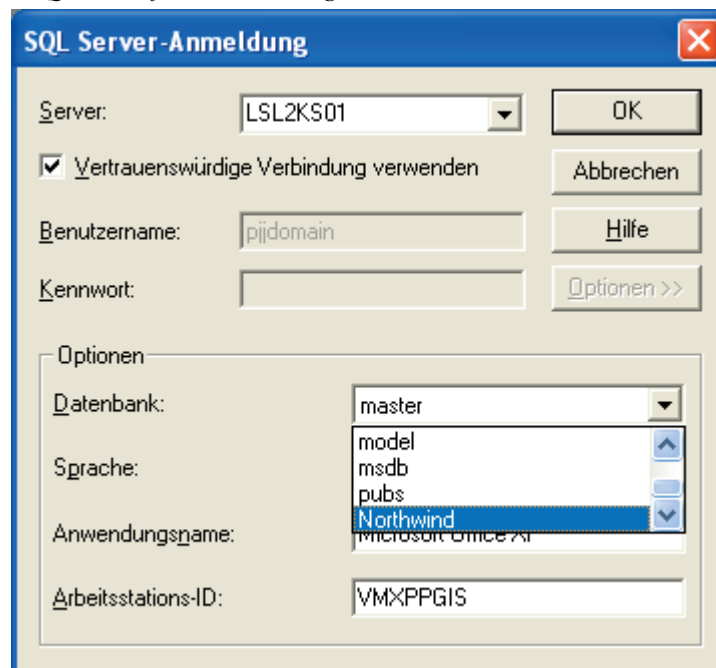 SQL Server-Anmeldung
Server: LSL2KS01 OK
Vertrauenswürdige Verbindung verwenden Abbrechen
Benutzername: pjjdomain Hilfe
Kennwort: Optionen >>
Optionen
Datenbank: master
model
Sprache: msdb
pubs
Northwind
Anwendungsname: Microsoft Office XP
Arbeitsstations-ID: VMXPPGIS